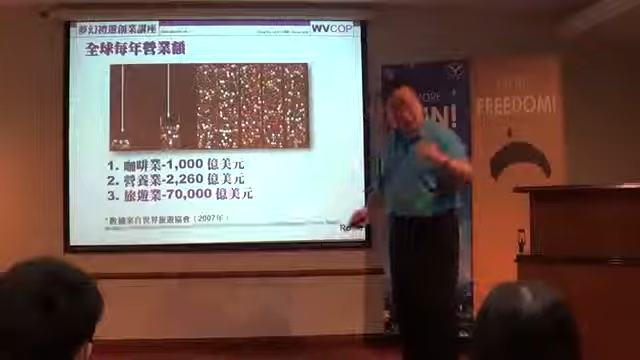 夢幻禮遊創業講座
WVCOP
全球每年營業額
1. 咖啡業-1,000 億美元
2. 營養業-2,260 億美元
3. 旅遊業-70,000 億美元
*數據來自世界旅遊協會（2007年）
FREEDOM!